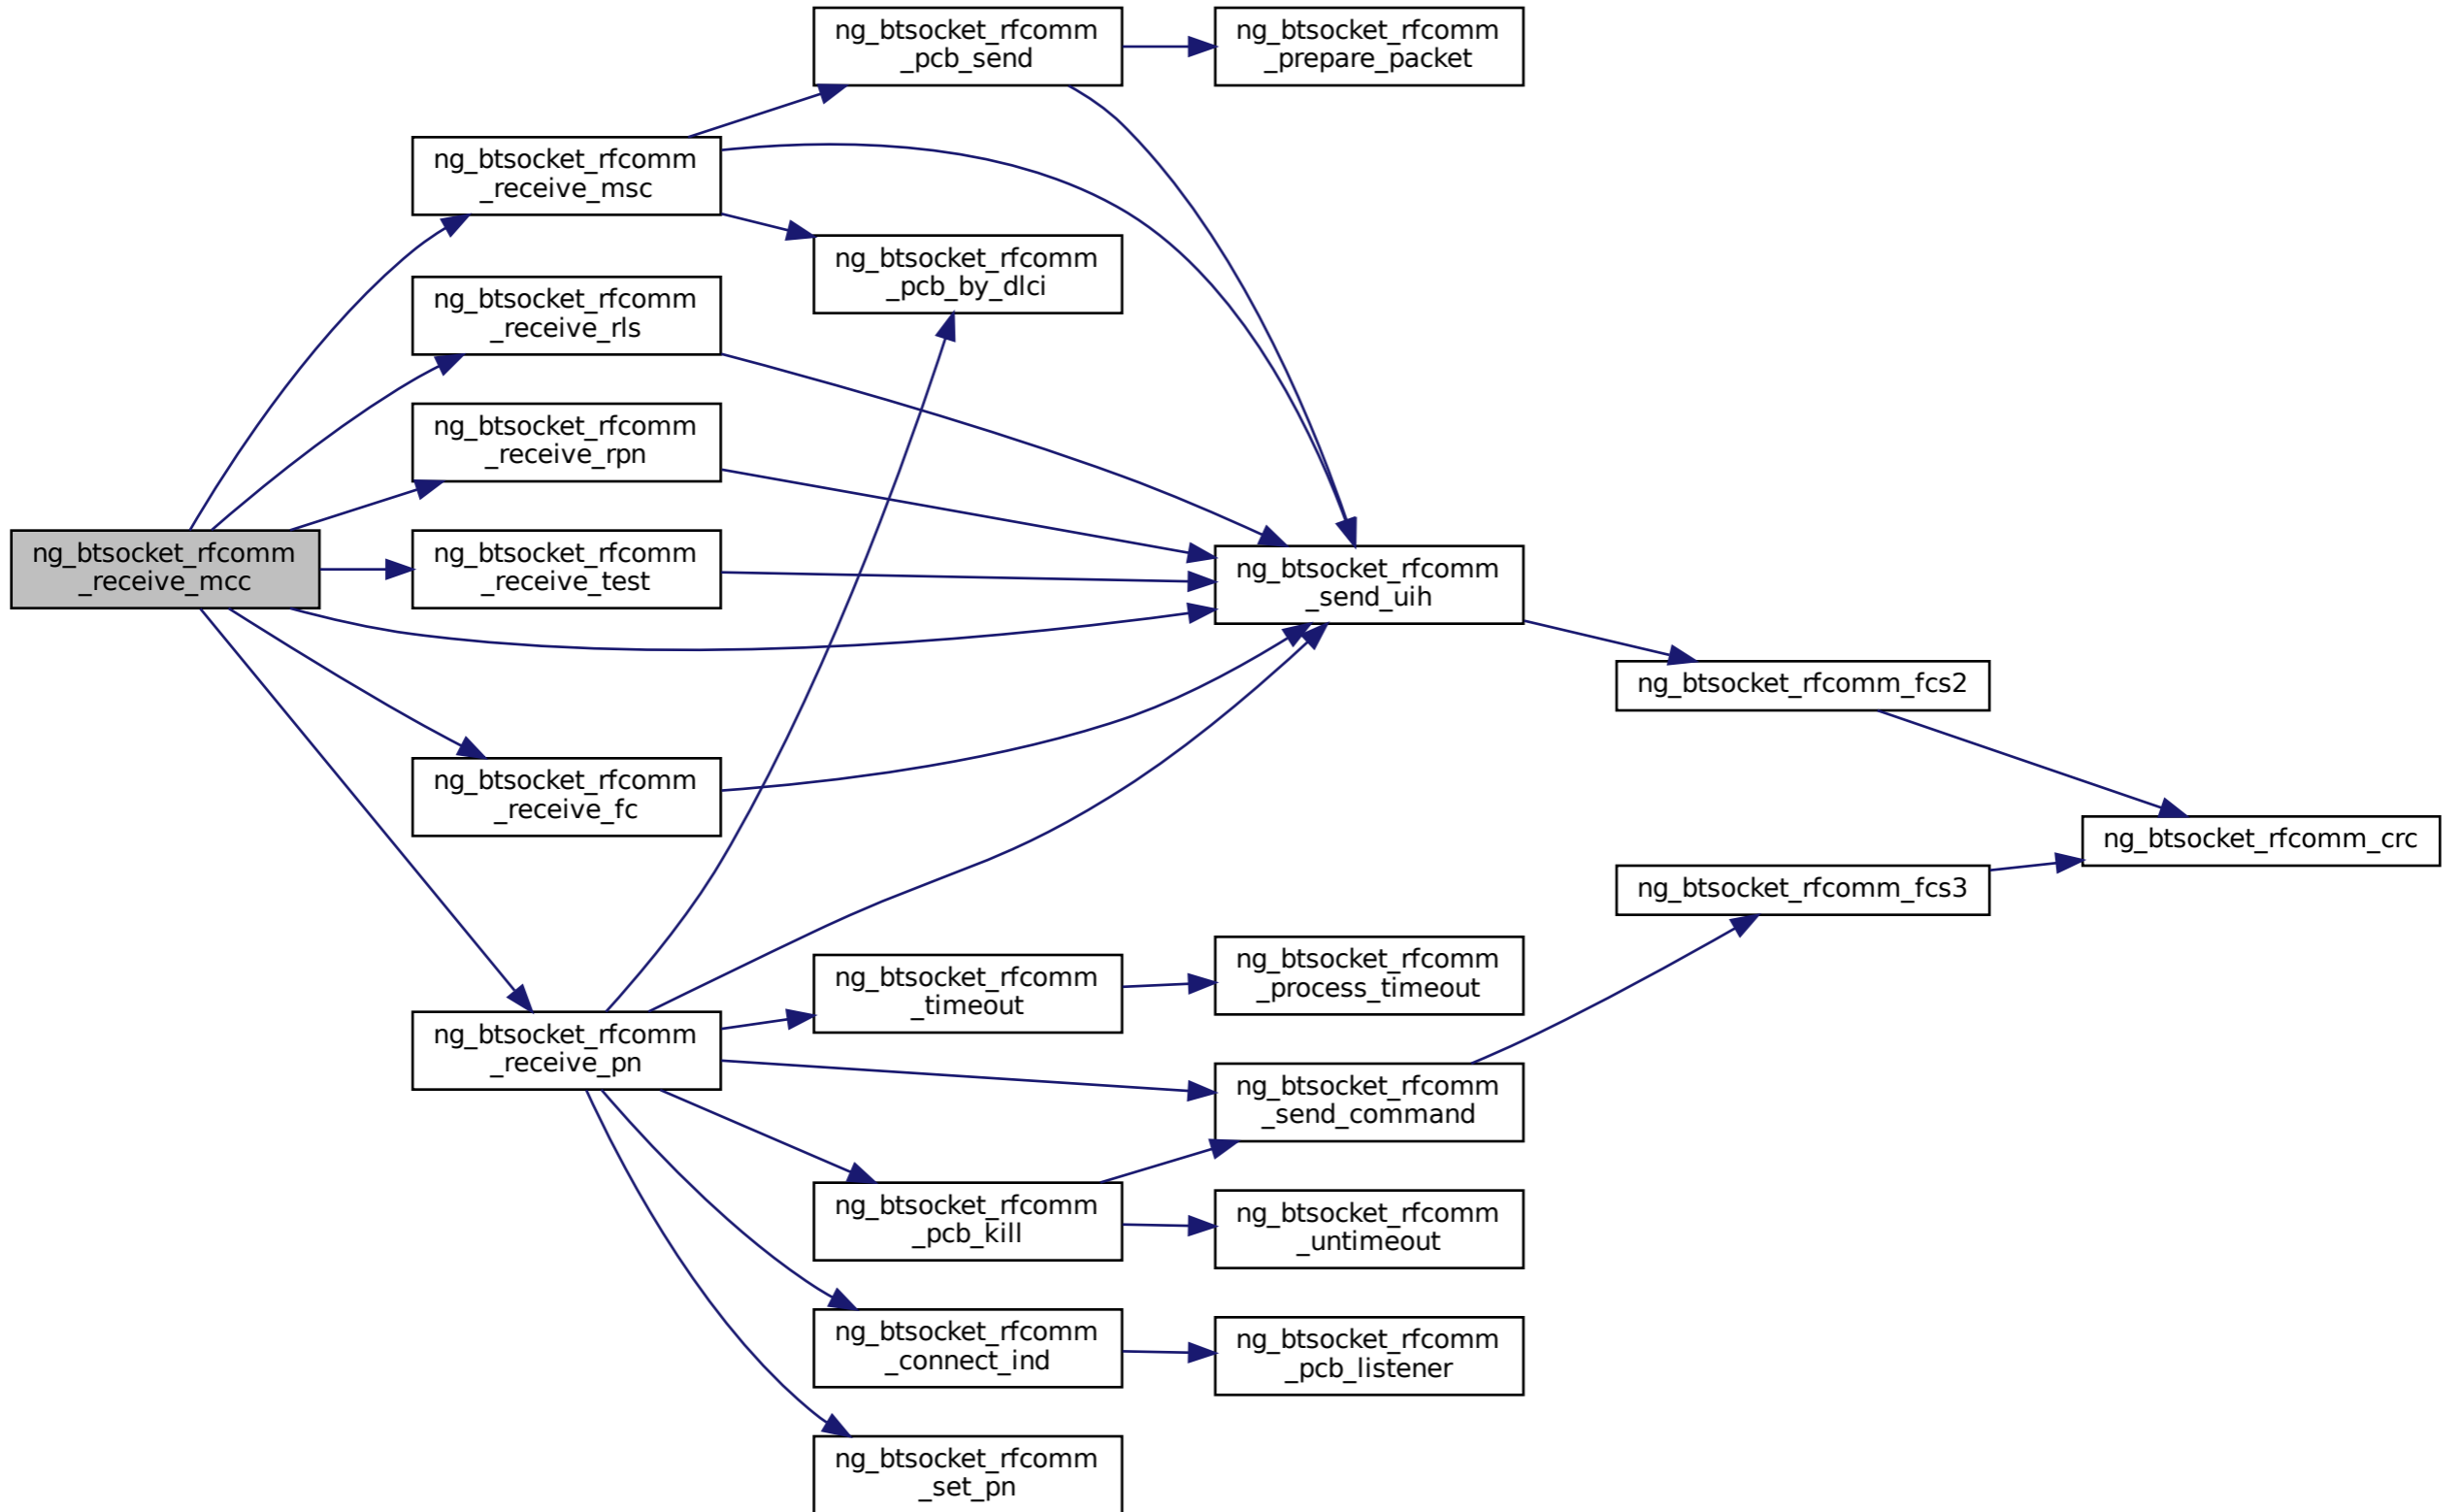 ng_btsocket_rfcomm
_receive_mcc
ng_btsocket_rfcomm
_receive_msc
ng_btsocket_rfcomm
_receive_rls
ng_btsocket_rfcomm
_receive_rpn
ng_btsocket_rfcomm
_receive_test
ng_btsocket_rfcomm
_receive_fc
ng_btsocket_rfcomm
_receive_pn
ng_btsocket_rfcomm
_pcb_send
ng_btsocket_rfcomm
_pcb_by_dlci
ng_btsocket_rfcomm
_timeout
ng_btsocket_rfcomm
_pcb_kill
ng_btsocket_rfcomm
_connect_ind
ng_btsocket_rfcomm
_set_pn
ng_btsocket_rfcomm
_prepare_packet
ng_btsocket_rfcomm
_send_uih
ng_btsocket_rfcomm
_process_timeout
ng_btsocket_rfcomm
_send_command
ng_btsocket_rfcomm
_untimeout
ng_btsocket_rfcomm
_pcb_listener
ng_btsocket_rfcomm_fcs2
ng_btsocket_rfcomm_fcs3
ng_btsocket_rfcomm_crc